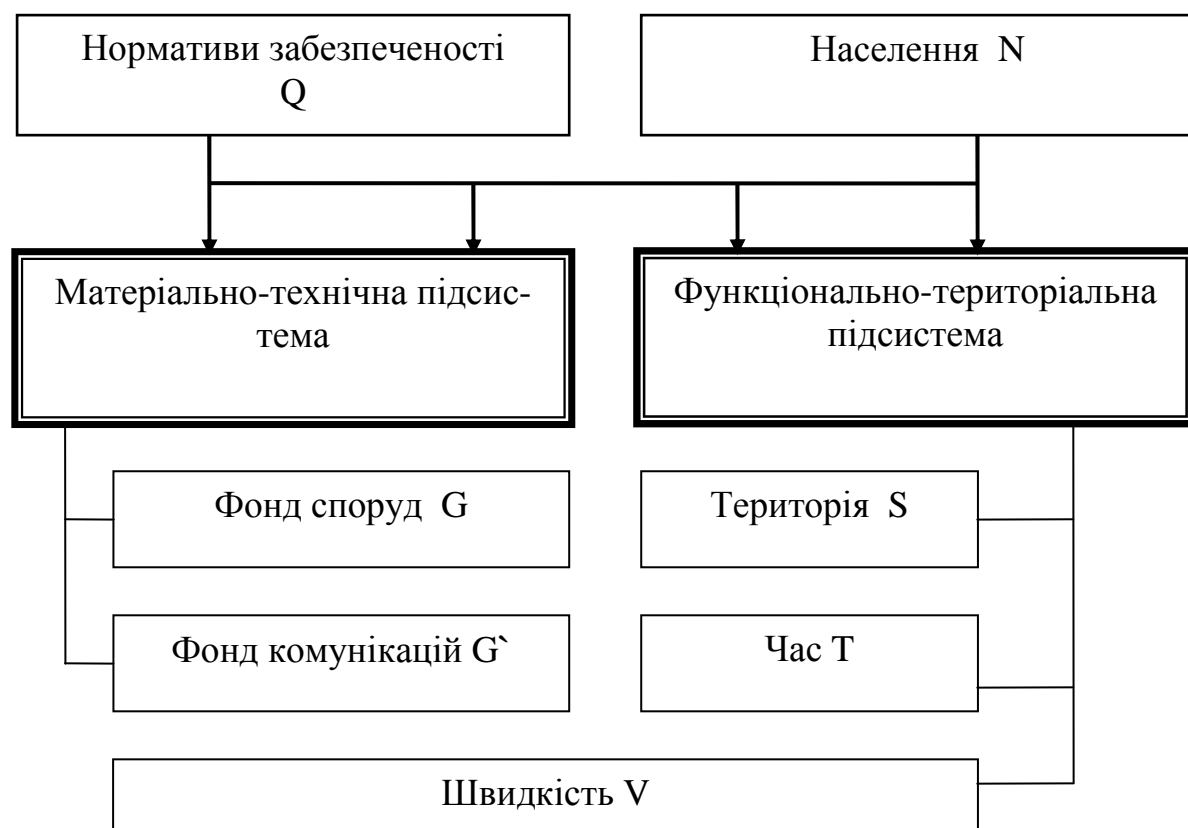 Нормативи забезпеченості
Q
Населення N
Матеріально-технічна підсис-
тема
Функціонально-територіальна
підсистема
Фонд споруд G
Територія S
Фонд комунікацій G`
Час T
Швидкість V